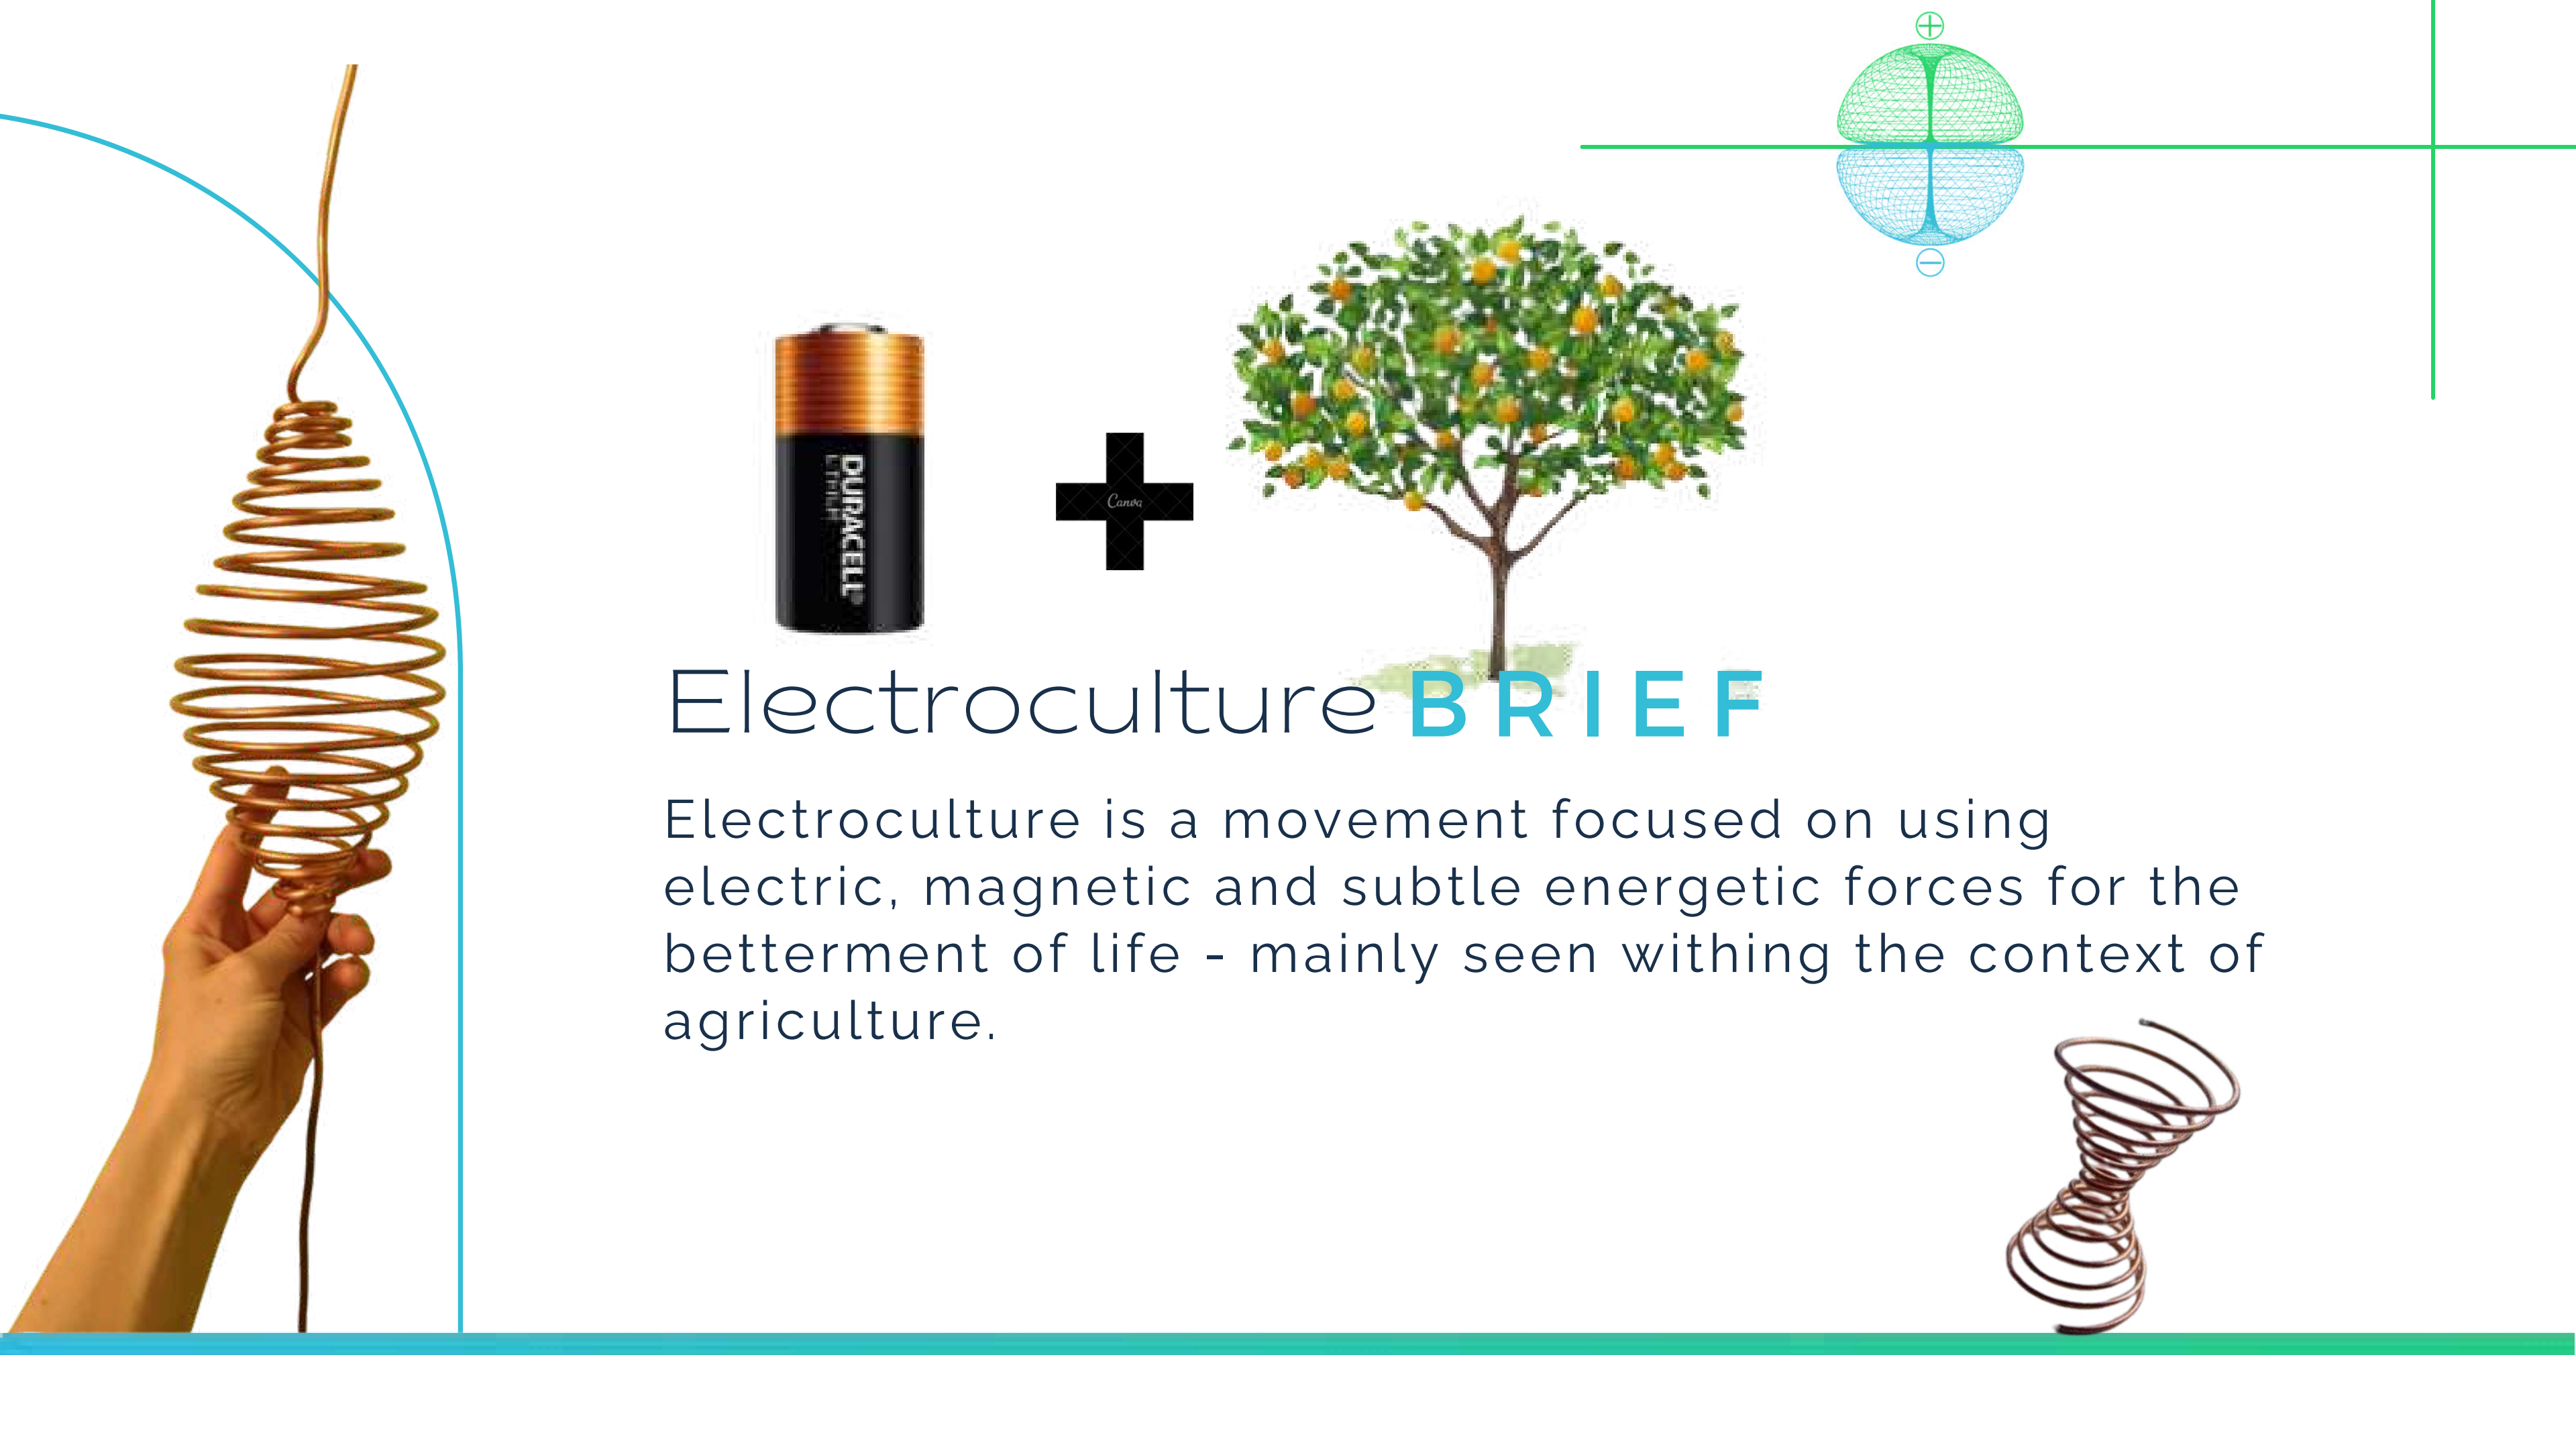 DURACELL®
Canva
Electroculture BRIEF
Electroculture is a movement focused on using
electric, magnetic and subtle energetic forces for the
betterment of life - mainly seen withing the context of
agriculture.